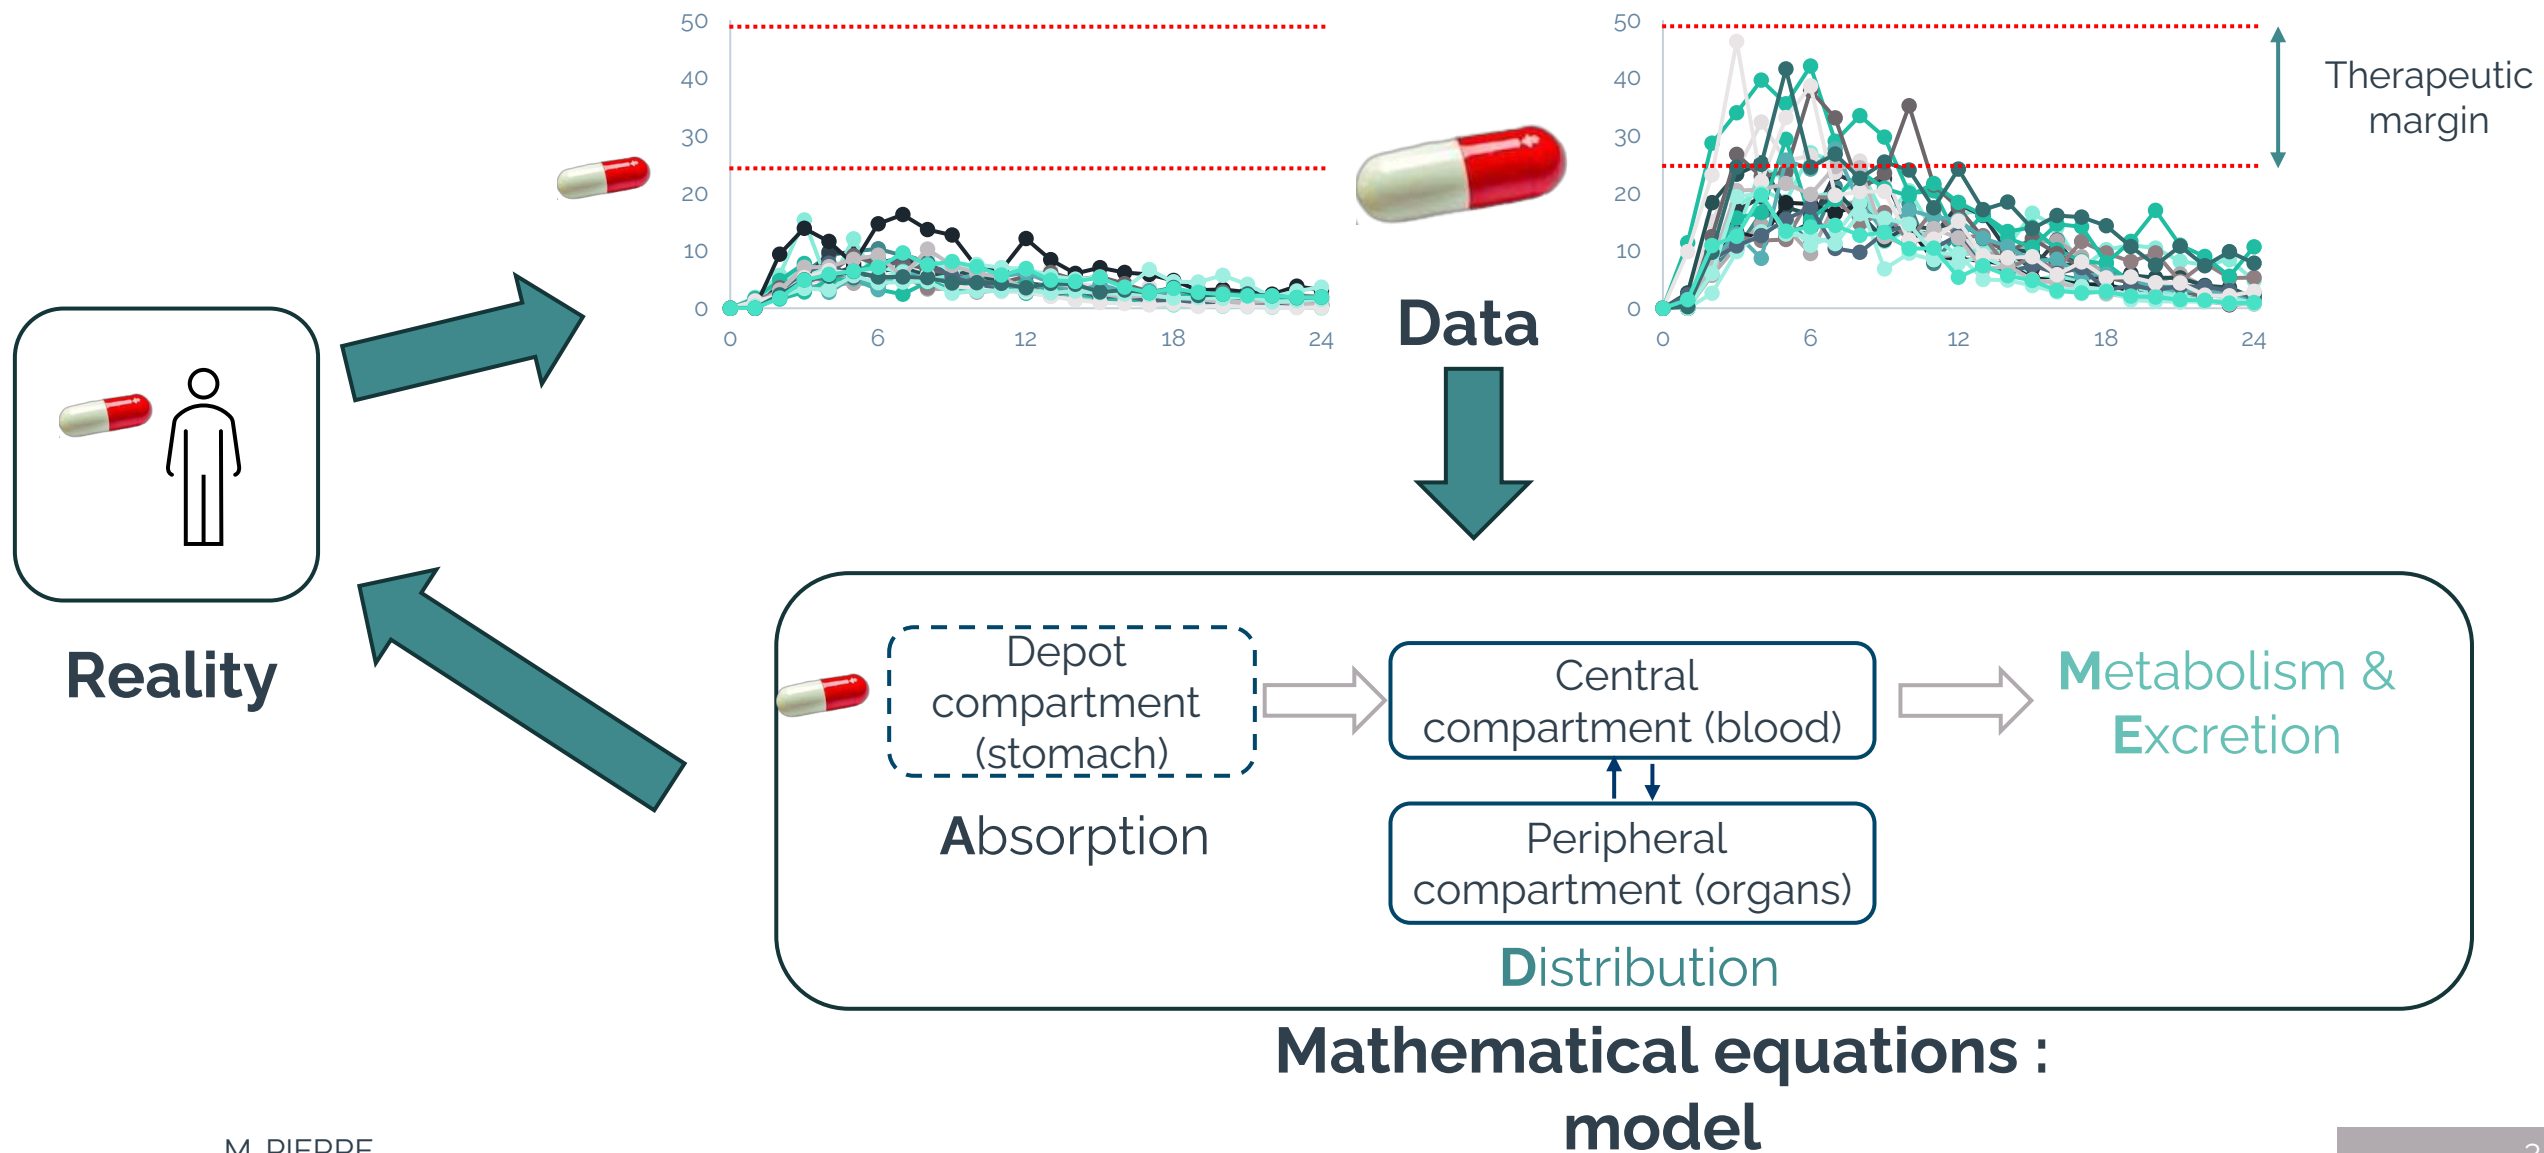 50
40
30
20
10
0
0 6 12 18 24
50
40
30
20
10
0
0 6 12 18 24
Therapeutic
margin
Data
Reality
Depot
compartment
(stomach)
Absorption
Central
compartment (blood)
Peripheral
compartment (organs)
Distribution
Metabolism &
Excretion
Mathematical equations :
model
M. PIERRE